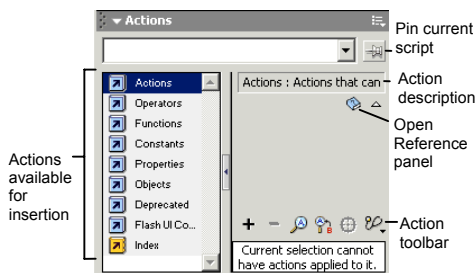 Actions
Pin current
script
Actions
Operators
Functions
Constants
Properties
Objects
Deprecated
Flash UI Co...
Index
Actions : Actions that can
Action
description
Open
Reference
panel
Actions
available
for
insertion
Action
toolbar
Current selection cannot
have actions applied to it.